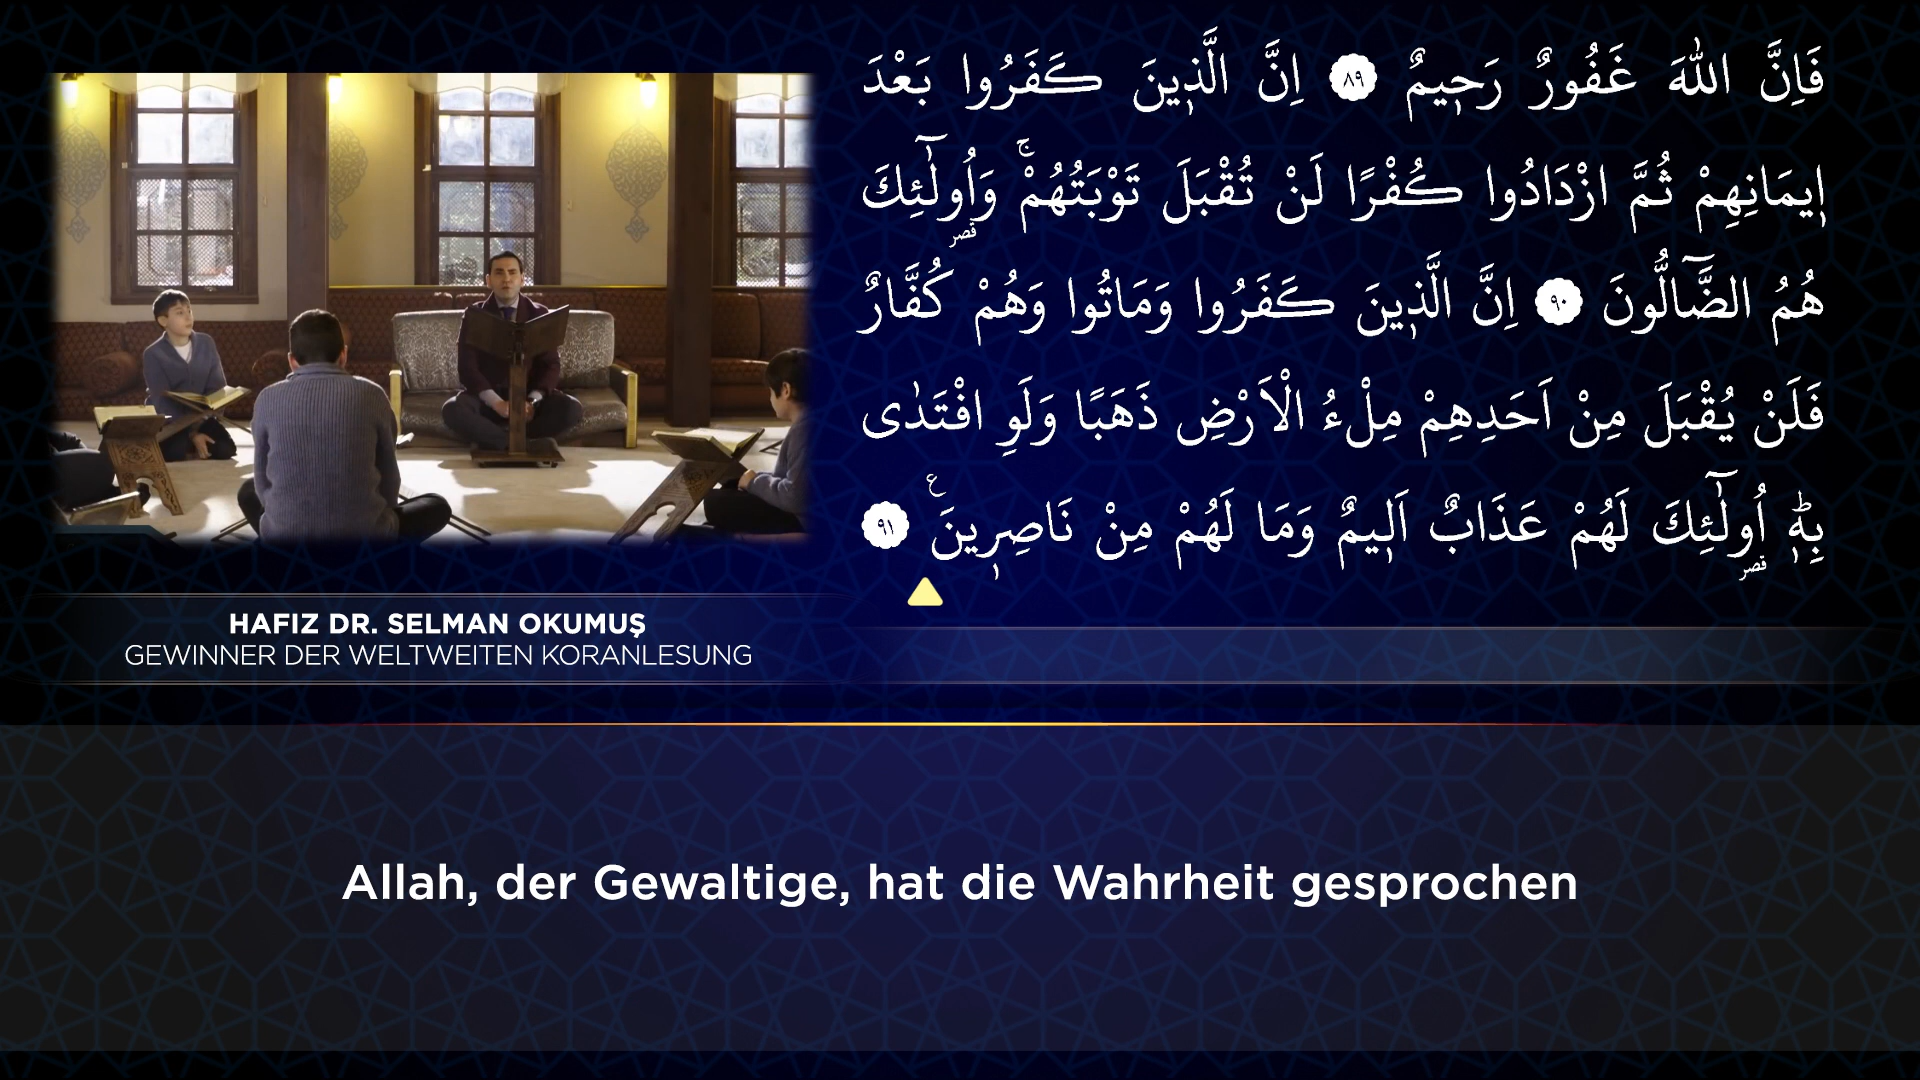 فَاِنَّ اللّٰهَ غَفُورٌ رَحٖيمٌ ﴿٨٩﴾ اِنَّ الَّذٖينَ كَفَرُوا بَعْدَ
اٖيمَانِهِمْ ثُمَّ ازْدَادُوا كُفْرًا لَنْ تُقْبَلَ تَوْبَتُهُمْۚ وَاُو۬لٰٓئِكَ
قصر
هُمُ الضَّٓالُّونَ ﴿٩٠﴾ اِنَّ الَّذٖينَ كَفَرُوا وَمَاتُوا وَهُمْ كُفَّارٌ
فَلَنْ يُقْبَلَ مِنْ اَحَدِهِمْ مِلْءُ الْاَرْضِ ذَهَبًا وَلَوِ افْتَدٰى
بِهٖؕ اُو۬لٰٓئِكَ لَهُمْ عَذَابٌ اَلٖيمٌ وَمَا لَهُمْ مِنْ نَاصِرٖينَ ع ﴿٩١﴾
قصر
HAFIZ DR. SELMAN OKUMUŞ
GEWINNER DER WELTWEITEN KORANLESUNG
Allah, der Gewaltige, hat die Wahrheit gesprochen